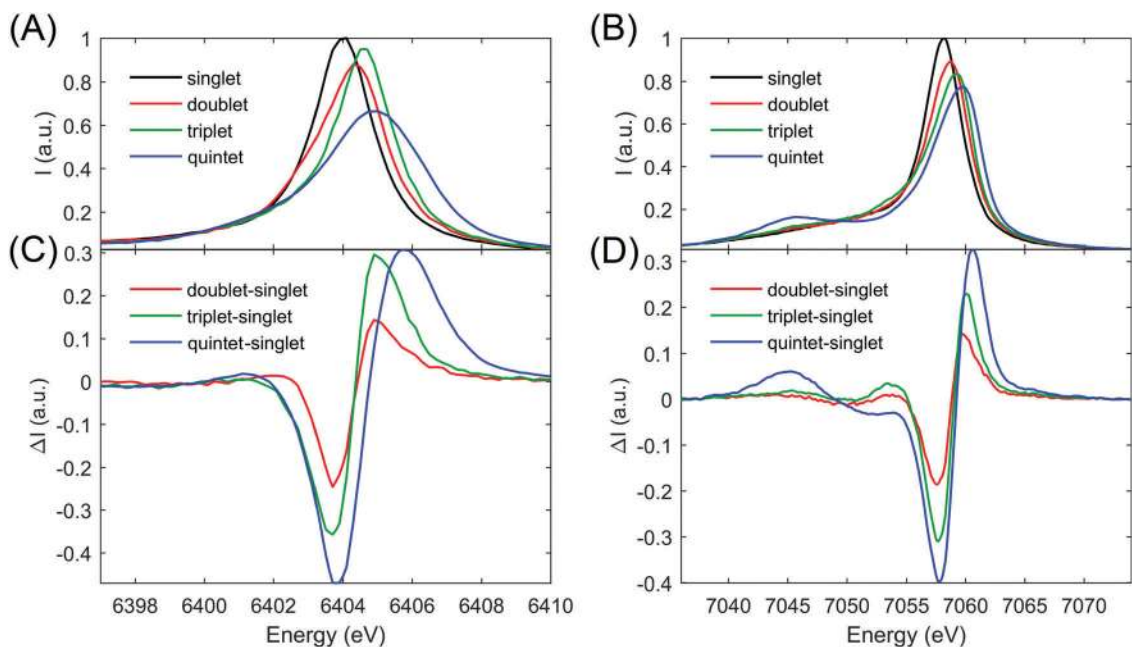 (A)
1
0.8
0.6
0.4
0.2
I (a.u.)
singlet
doublet
triplet
quintet
(B)
1
0.8
0.6
0.4
0.2
I (a.u.)
singlet
doublet
triplet
quintet
(C)
0.3
0.2
0.1
0
-0.1
-0.2
-0.3
-0.4
ΔI (a.u.)
doublet-singlet
triplet-singlet
quintet-singlet
6398 6400 6402 6404 6406 6408 6410
Energy (eV)
(D)
0.3
0.2
0.1
0
-0.1
-0.2
-0.3
-0.4
ΔI (a.u.)
doublet-singlet
triplet-singlet
quintet-singlet
7040 7045 7050 7055 7060 7065 7070
Energy (eV)